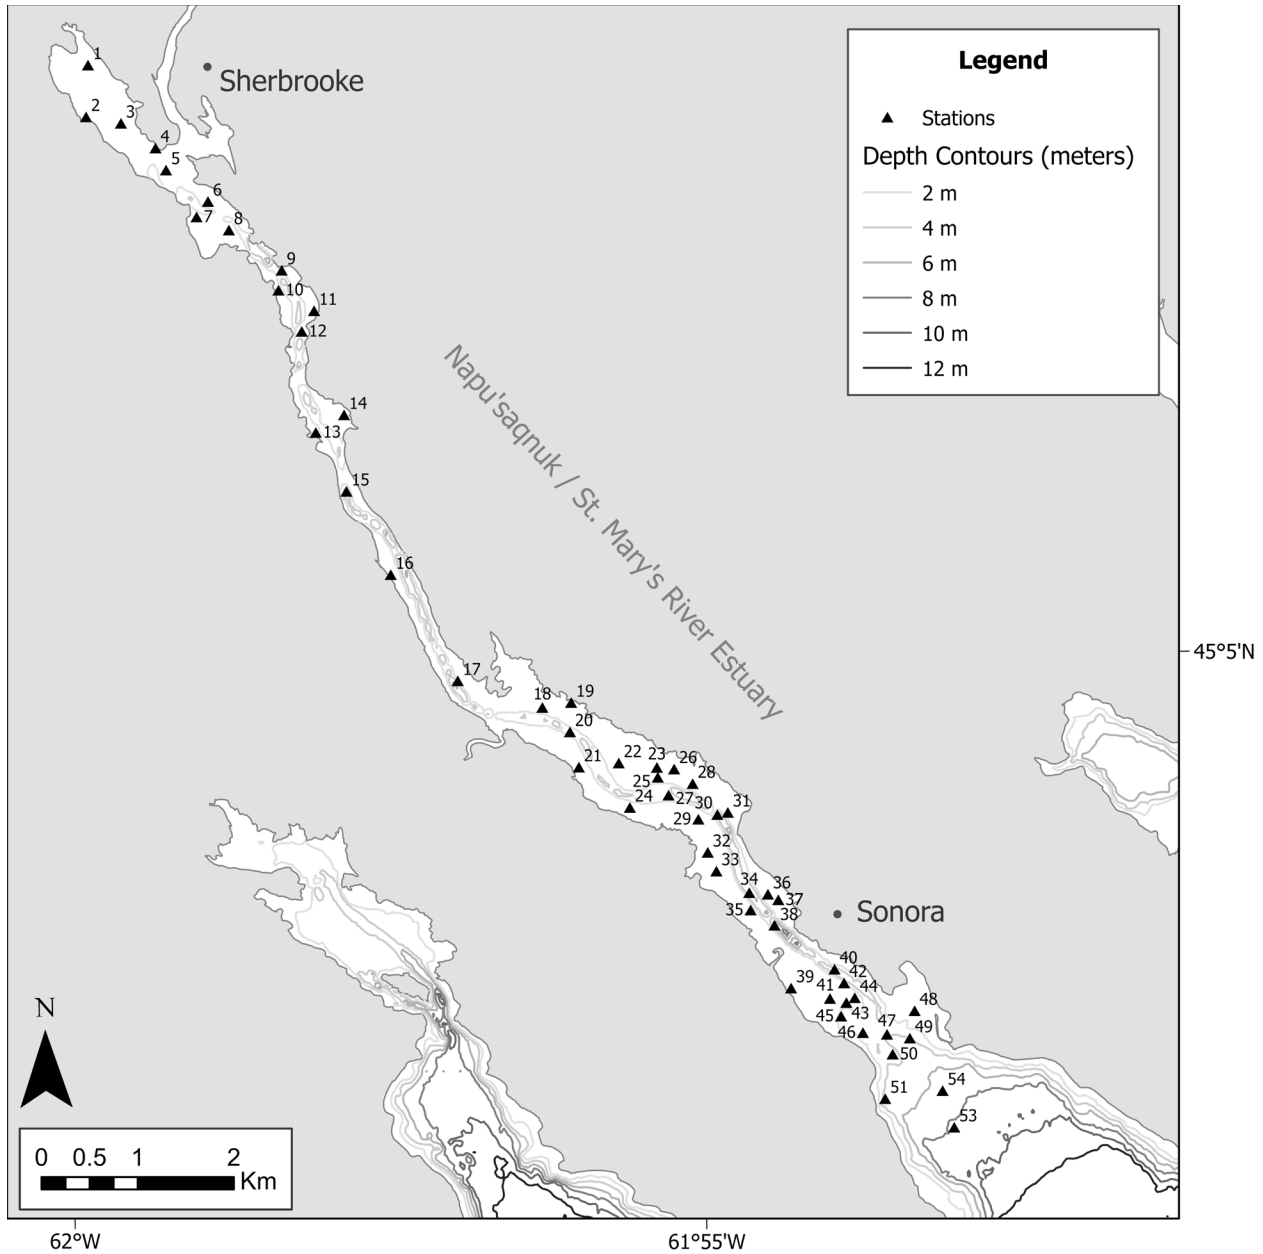 Legend
Stations
Depth Contours (meters)
2 m
4 m
6 m
8 m
10 m
12 m
Sherbrooke
1
2
3
4
5
6
7
8
9
10
11
12
14
13
15
16
Napu'saqnuk / St. Mary's River Estuary
45°5'N
17
18
19
20
21
22
23
26
25
28
24
27
30
31
29
32
33
34
36
35
37
38
Sonora
40
39
42
41
44
43
45
46
47
48
49
50
51
54
53
N
0 0.5 1 2
Km
62°W
61°55'W